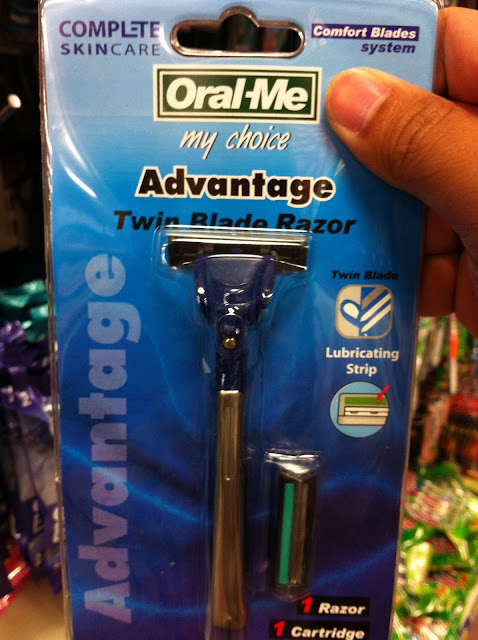 COMPLETE
SKINCARE
Comfort Blades
system
Oral-Me
my choice
Advantage
Twin Blade Razor
Advantage
Twin Blade
Lubricating
Strip
1 Razor
1 Cartridge